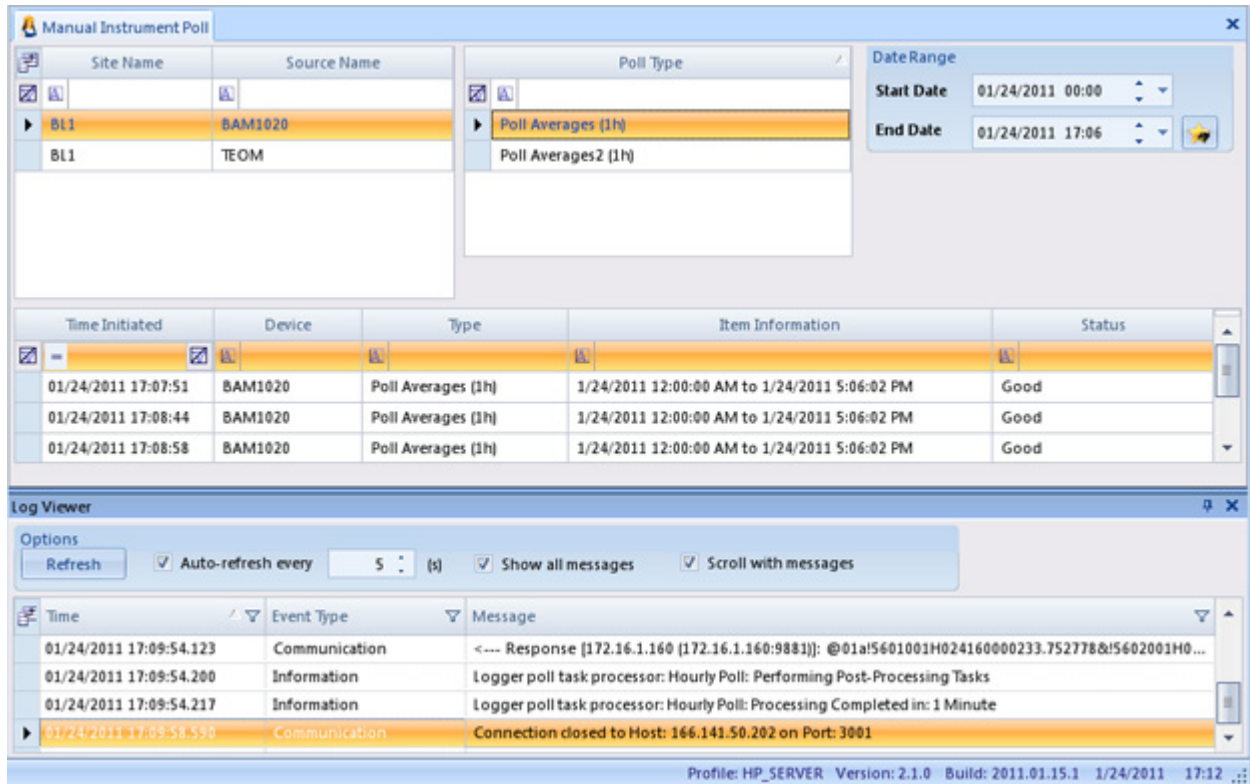 Manual Instrument Poll
Site Name Source Name
BL1 BAM1020
BL1 TEOM
Poll Type
Poll Averages (1h)
Poll Averages2 (1h)
Date Range
Start Date 01/24/2011 00:00
End Date 01/24/2011 17:06
Time Initiated Device Type Item Information Status
=
01/24/2011 17:07:51 BAM1020 Poll Averages (1h) 1/24/2011 12:00:00 AM to 1/24/2011 5:06:02 PM Good
01/24/2011 17:08:44 BAM1020 Poll Averages (1h) 1/24/2011 12:00:00 AM to 1/24/2011 5:06:02 PM Good
01/24/2011 17:08:58 BAM1020 Poll Averages (1h) 1/24/2011 12:00:00 AM to 1/24/2011 5:06:02 PM Good
Log Viewer
Options
Refresh Auto-refresh every 5 (s) Show all messages Scroll with messages
Time Event Type Message
01/24/2011 17:09:54.123 Communication <--- Response [172.16.1.160 (172.16.1.160:9881)]: @01a!5601001H024160000233.752778&!5602001H0...
01/24/2011 17:09:54.200 Information Logger poll task processor: Hourly Poll: Performing Post-Processing Tasks
01/24/2011 17:09:54.217 Information Logger poll task processor: Hourly Poll: Processing Completed in: 1 Minute
01/24/2011 17:09:58.590 Communication Connection closed to Host: 166.141.50.202 on Port: 3001
Profile: HP_SERVER Version: 2.1.0 Build: 2011.01.15.1 1/24/2011 17:12